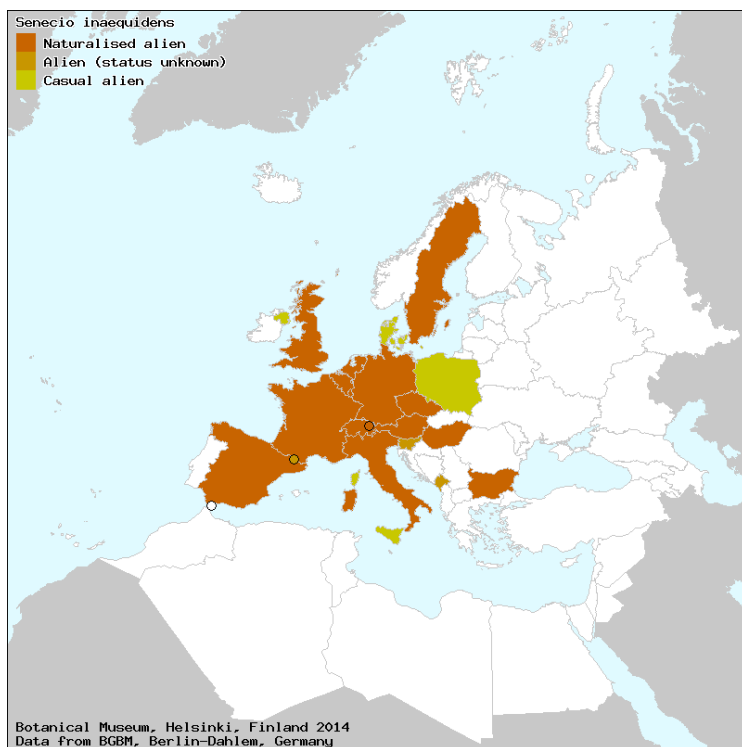 Senecio inaequidens
Naturalised alien
Alien (status unknown)
Casual alien
Botanical Museum, Helsinki, Finland 2014
Data from BGBM, Berlin-Dahlem, Germany